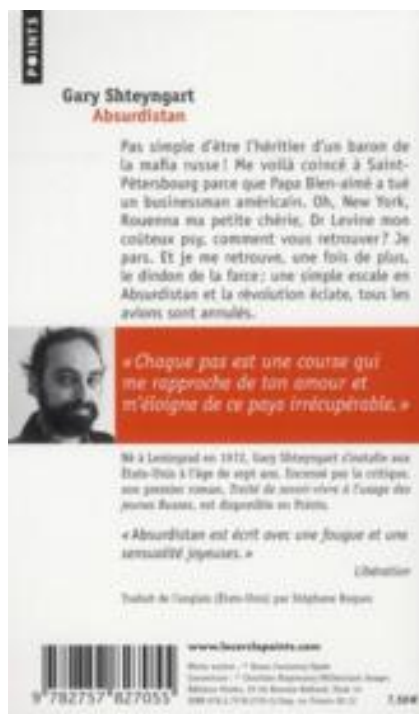 POINTS
Gary Shteyngart
Absurdistan
Pas simple d'être l'héritier d'un baron de
la mafia russe ! Me voilà coincé à Saint-
Pétersbourg parce que Papa Bien-aimé a tué
un businessman américain. Oh, New York,
Rouenna ma petite chérie, Dr Levine mon
coûteux psy, comment vous retrouver ? Je
pars. Et je me retrouve, une fois de plus,
le dindon de la farce ; une simple escale en
Absurdistan et la révolution éclate, tous les
avions sont annulés.
« Chaque pas est une course qui
me rapproche de ton amour et
m'éloigne de ce pays irrécupérable. »
Né à Leningrad en 1972, Gary Shteyngart s'installe aux
États-Unis à l'âge de sept ans. Encensé par la critique,
son premier roman, Traité de savoir-vivre à l'usage des
jeunes Russes, est disponible en Points.
« Absurdistan est écrit avec une fougue et une
sensualité joyeuses. »
Libération
Traduit de l'anglais (États-Unis) par Stéphane Roques
www.lecerclepoints.com
9 782757 827055